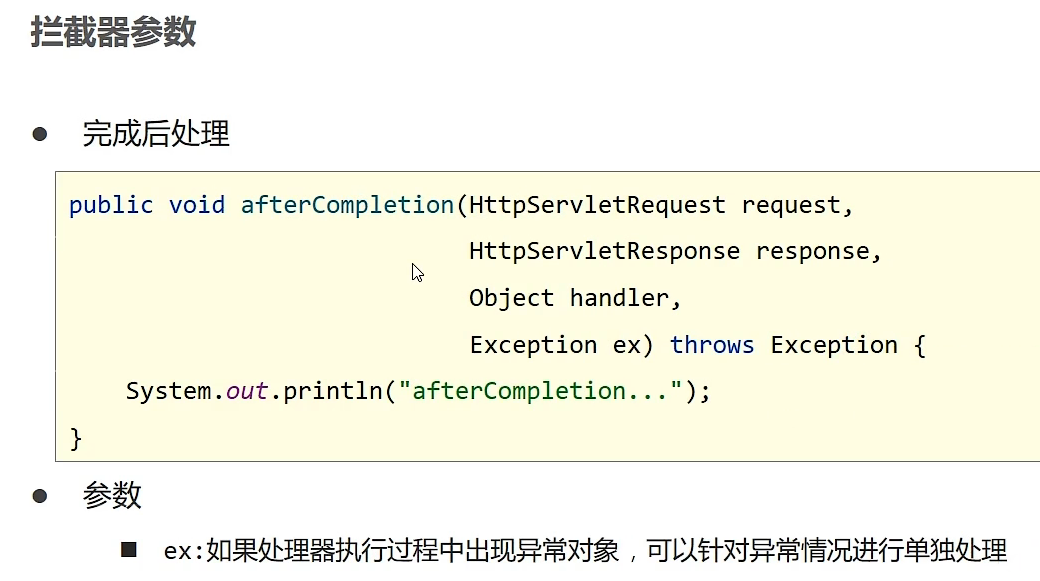 拦截器参数
● 完成后处理
public void afterCompletion(HttpServletRequest request,
HttpServletResponse response,
Object handler,
Exception ex) throws Exception {
System.out.println("afterCompletion...");
}
● 参数
■ ex:如果处理器执行过程中出现异常对象，可以针对异常情况进行单独处理